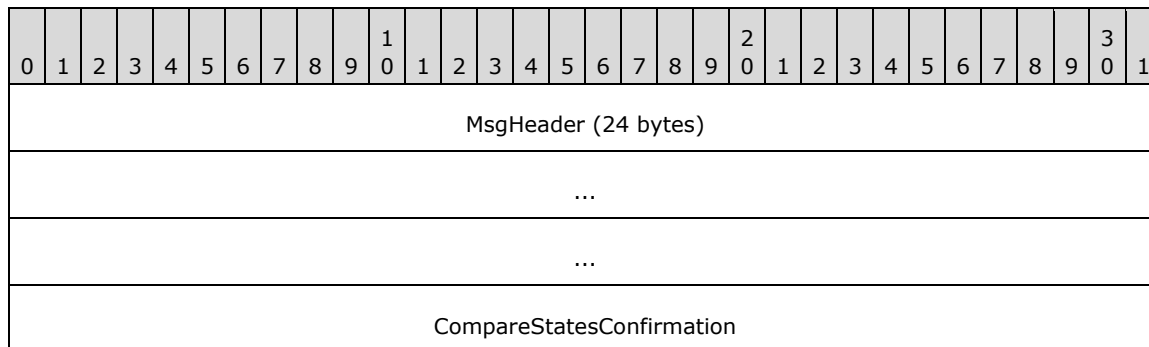 1 2 3
0 1 2 3 4 5 6 7 8 9 0 1 2 3 4 5 6 7 8 9 0 1 2 3 4 5 6 7 8 9 0 1
MsgHeader (24 bytes)
...
...
CompareStatesConfirmation